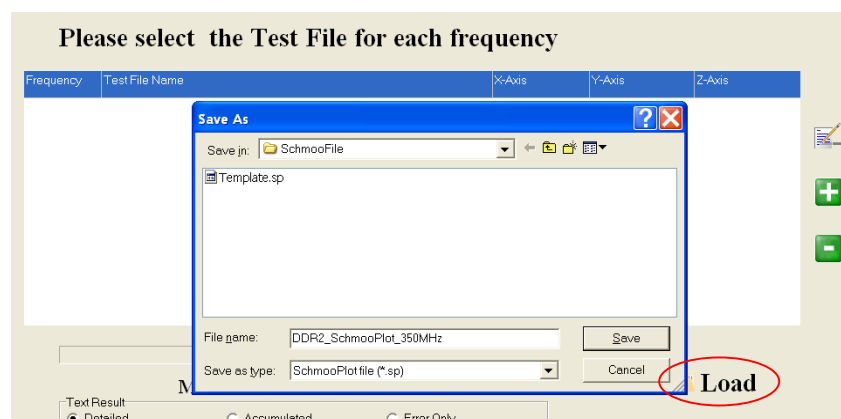 Please select the Test File for each frequency
Frequency Test File Name X-Axis Y-Axis Z-Axis
Save As
Save in: SchmooFile
Template.sp
File name: DDR2_SchmooPlot_350MHz Save
Save as type: SchmooPlot file (*.sp) Cancel
Load
M
Text Result
Detailed Accumulated Error Only